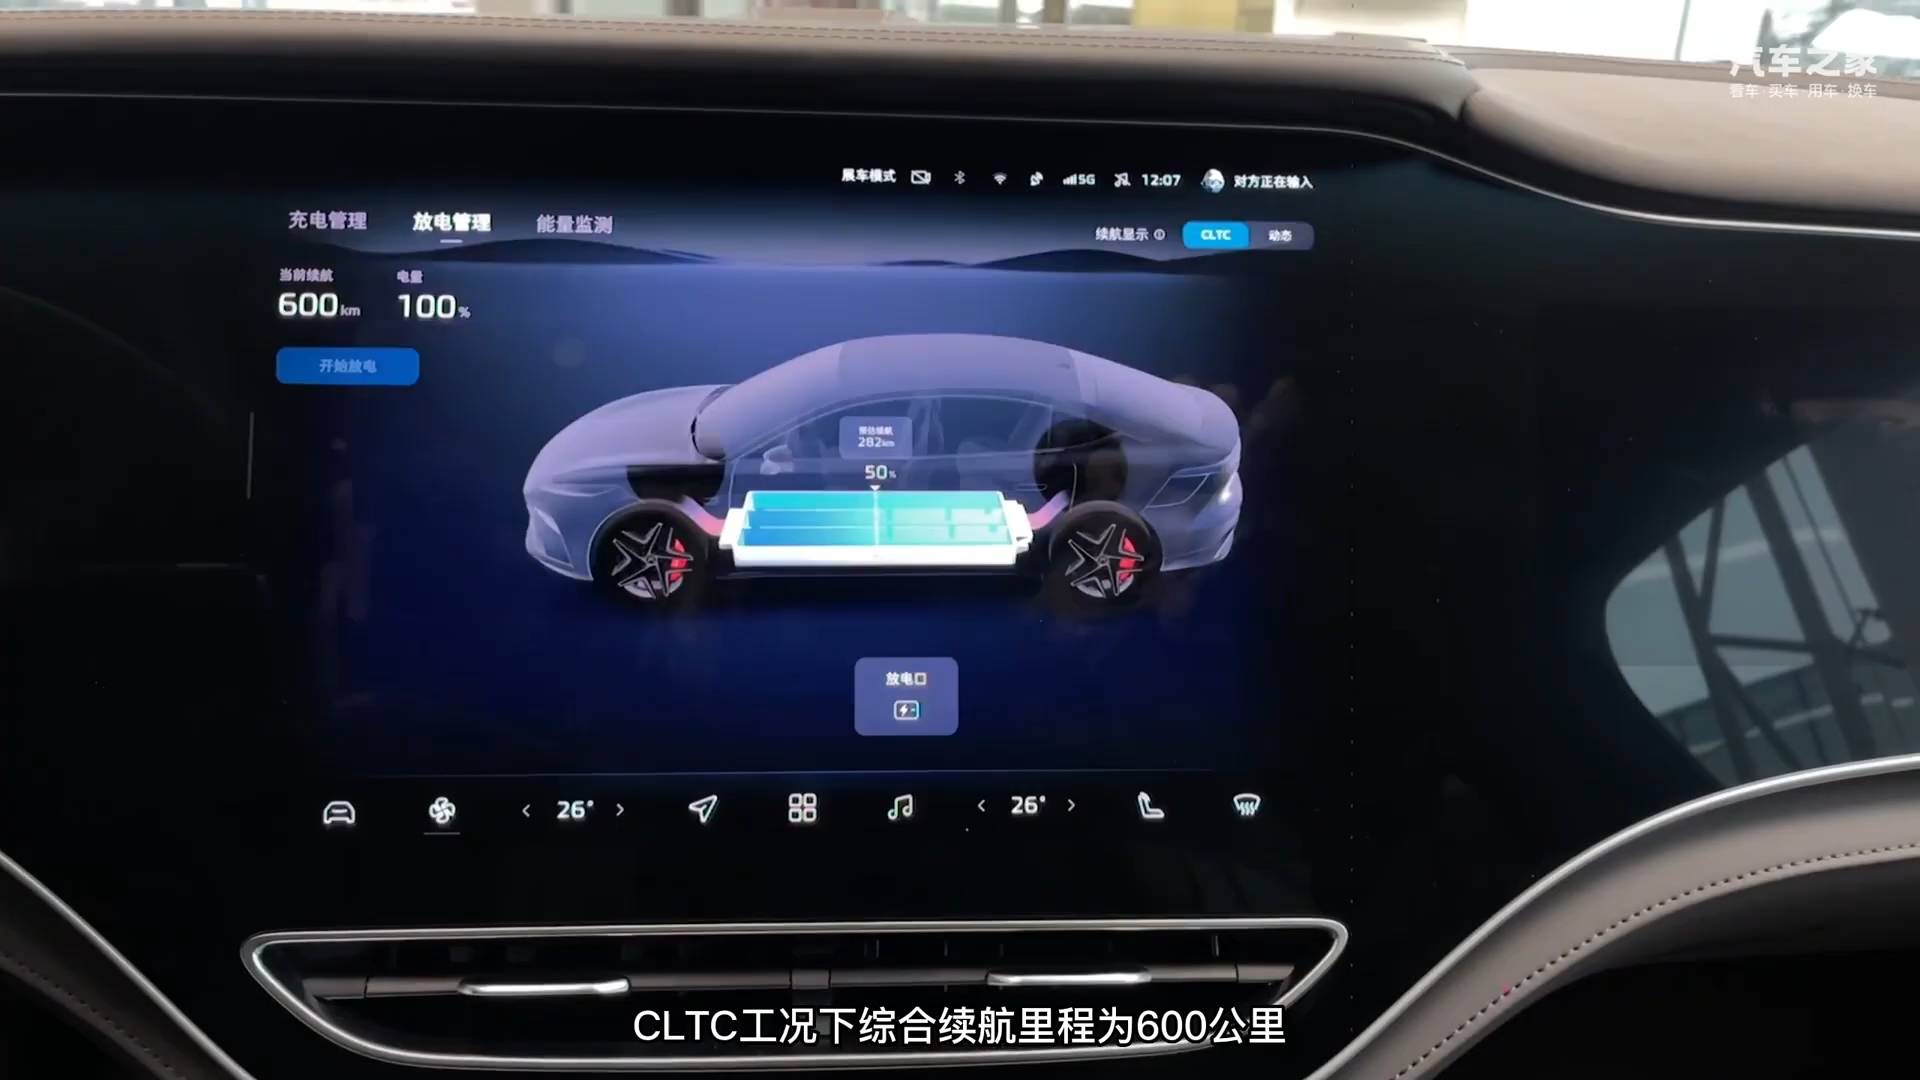 汽车之家
看车·买车·用车·换车
展车模式 5G 12:07 对方正在输入
充电管理 放电管理 能量监测
续航显示 CLTC 动态
当前续航 电量
600km 100%
开始放电
预估续航
282km
50%
放电口
26° 26°
CLTC工况下综合续航里程为600公里